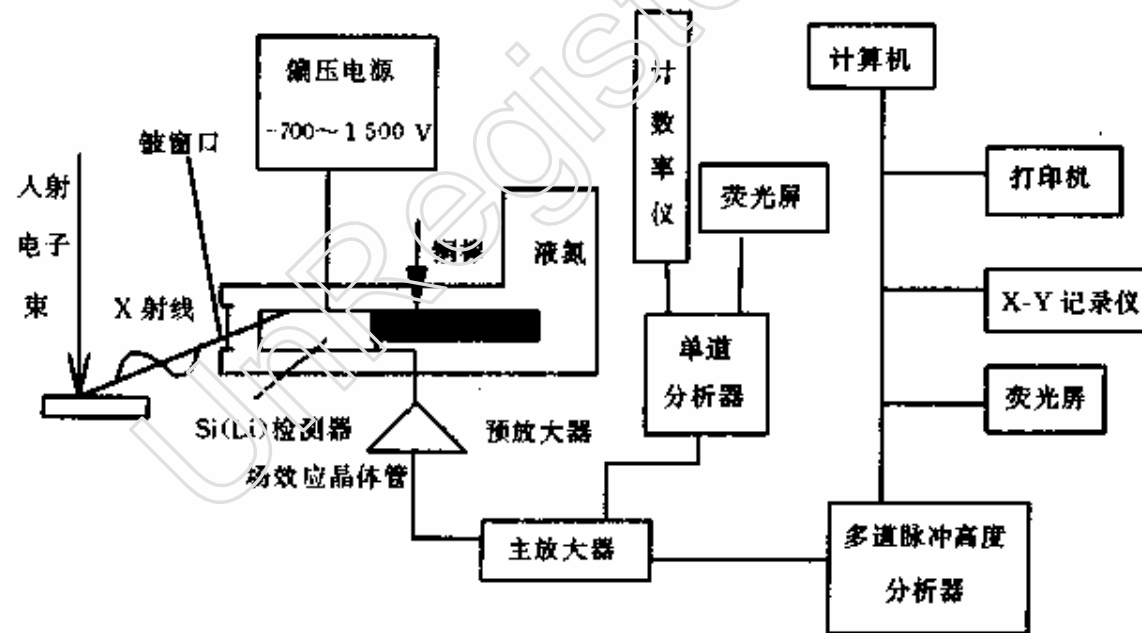 偏压电源
-700～1 500 V
铍窗口
人射
电子
束
X 射线
液氮
Si(Li)检测器
场效应晶体管
预放大器
主放大器
计
数
率
仪
荧光屏
单道
分析器
计算机
打印机
X-Y 记录仪
荧光屏
多道脉冲高度
分析器
UnRegiste